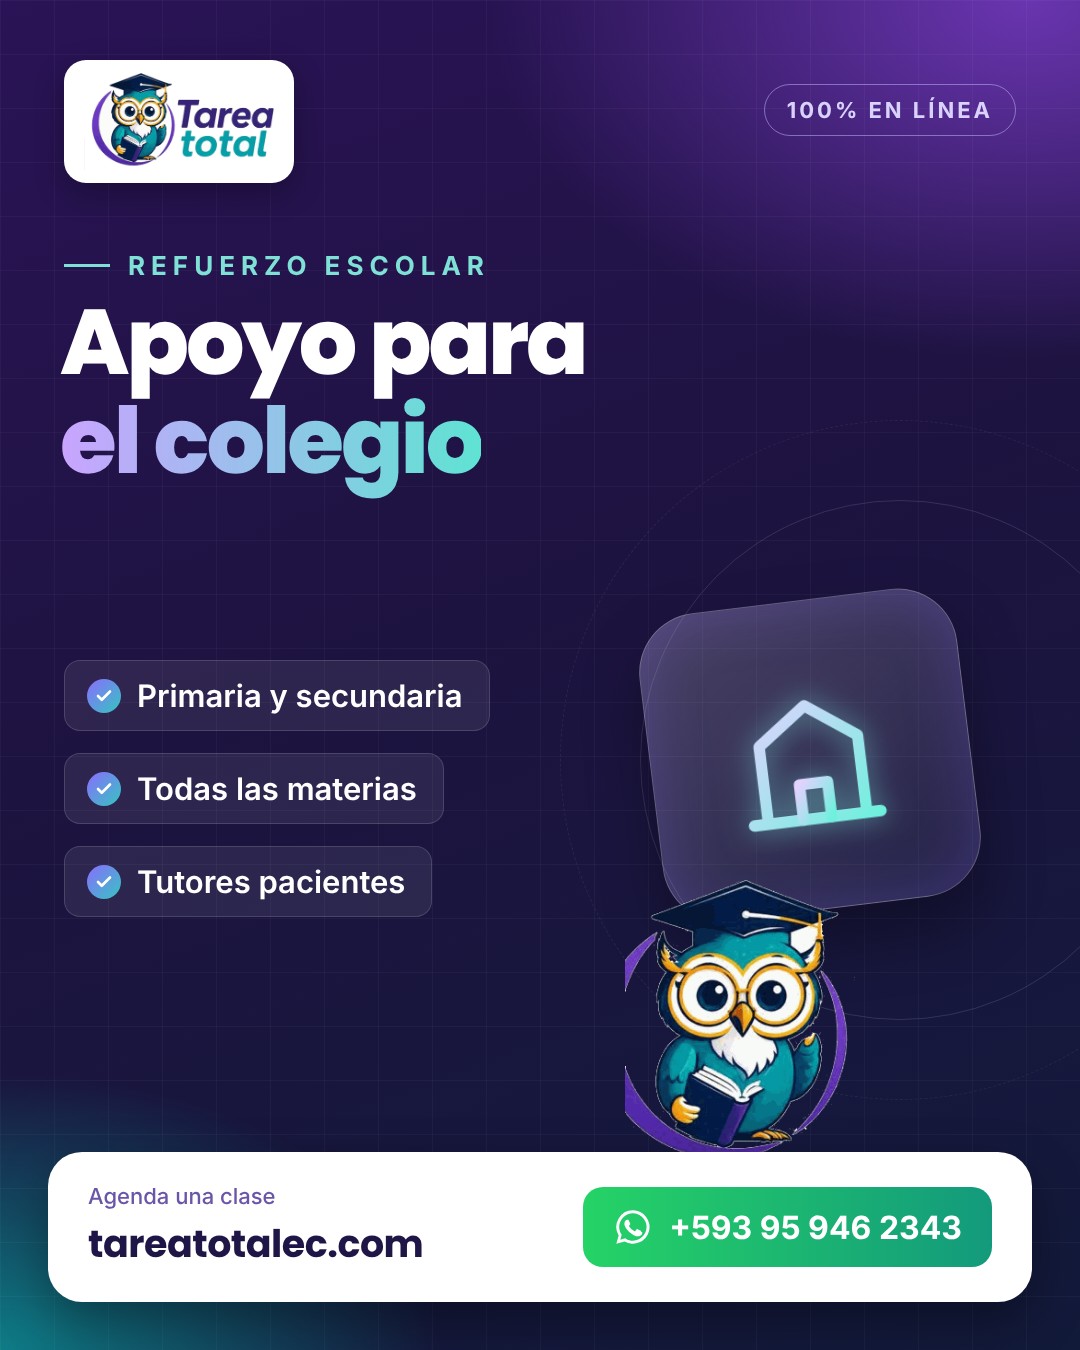 Tarea
total
100% EN LÍNEA
REFUERZO ESCOLAR
Apoyo para
el colegio
Primaria y secundaria
Todas las materias
Tutores pacientes
Agenda una clase
tareatotalec.com
+593 95 946 2343